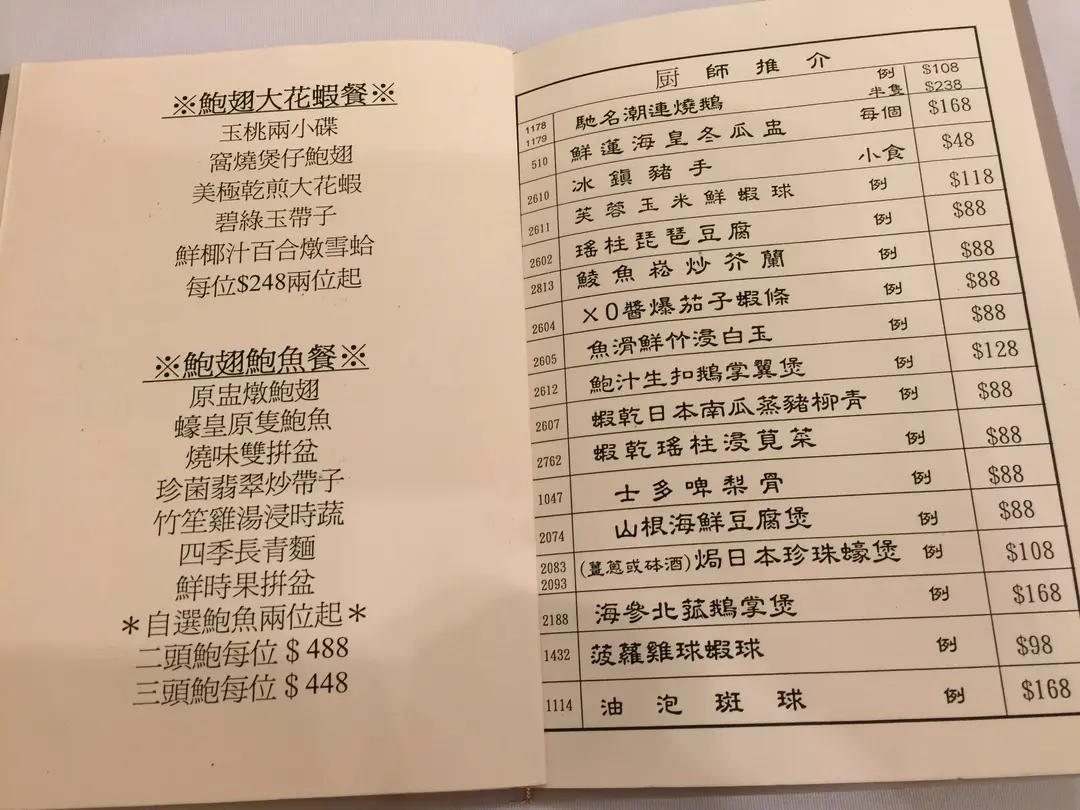 ※鮑翅大花蝦餐※
玉桃兩小碟
窩燒煲仔鮑翅
美極乾煎大花蝦
碧綠玉帶子
鮮椰汁百合燉雪蛤
每位$248兩位起
※鮑翅鮑魚餐※
原盅燉鮑翅
蠔皇原隻鮑魚
燒味雙拼盆
珍菌翡翠炒帶子
竹笙雞湯浸時蔬
四季長青麵
鮮時果拼盆
＊自選鮑魚兩位起＊
二頭鮑每位＄488
三頭鮑每位＄448
厨師推介
1178 1179 馳名潮連燒鵝 例 $108 半隻 $238
510 鮮蓮海皇冬瓜盅 每個 $168
2610 冰鎮豬手 小食 $48
2611 芙蓉玉米鮮蝦球 例 $118
2602 瑤柱琵琶豆腐 例 $88
2813 鯪魚崧炒芥蘭 例 $88
2604 XO醬爆茄子蝦條 例 $88
2605 魚滑鮮竹浸白玉 例 $88
2612 鮑汁生扣鵝掌翼煲 例 $128
2607 蝦乾日本南瓜蒸豬柳青 例 $88
2762 蝦乾瑤柱浸莧菜 例 $88
1047 士多啤梨骨 例 $88
2074 山根海鮮豆腐煲 例 $88
2083 2093 (薑蔥或砵酒)焗日本珍珠蠔煲 例 $108
2188 海參北菰鵝掌煲 例 $168
1432 菠蘿雞球蝦球 例 $98
1114 油泡斑球 例 $168